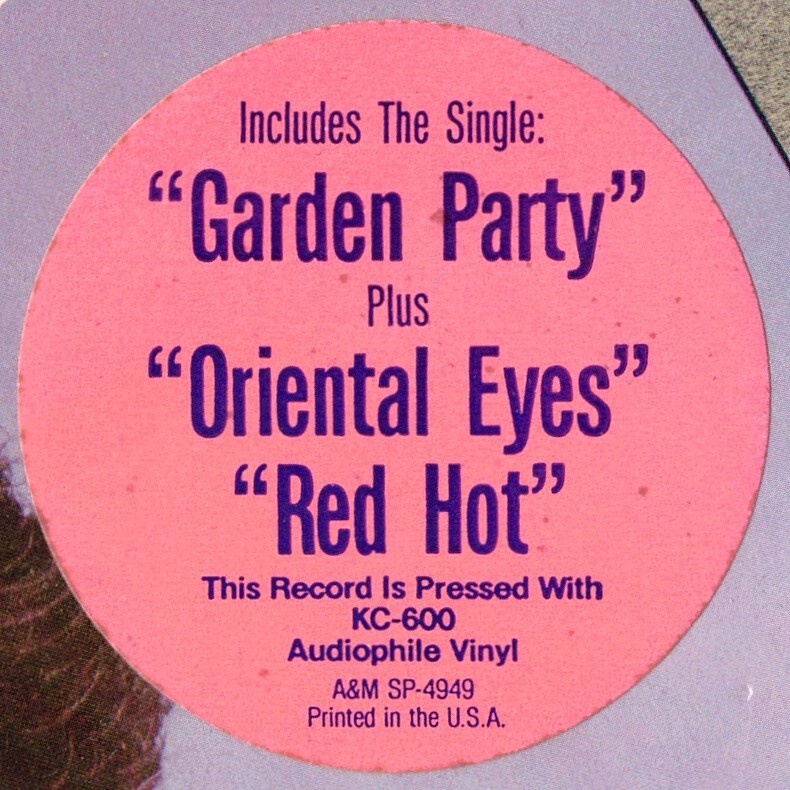 Includes The Single:
“Garden Party”
Plus
“Oriental Eyes”
“Red Hot”
This Record Is Pressed With
KC-600
Audiophile Vinyl
A&M SP-4949
Printed in the U.S.A.